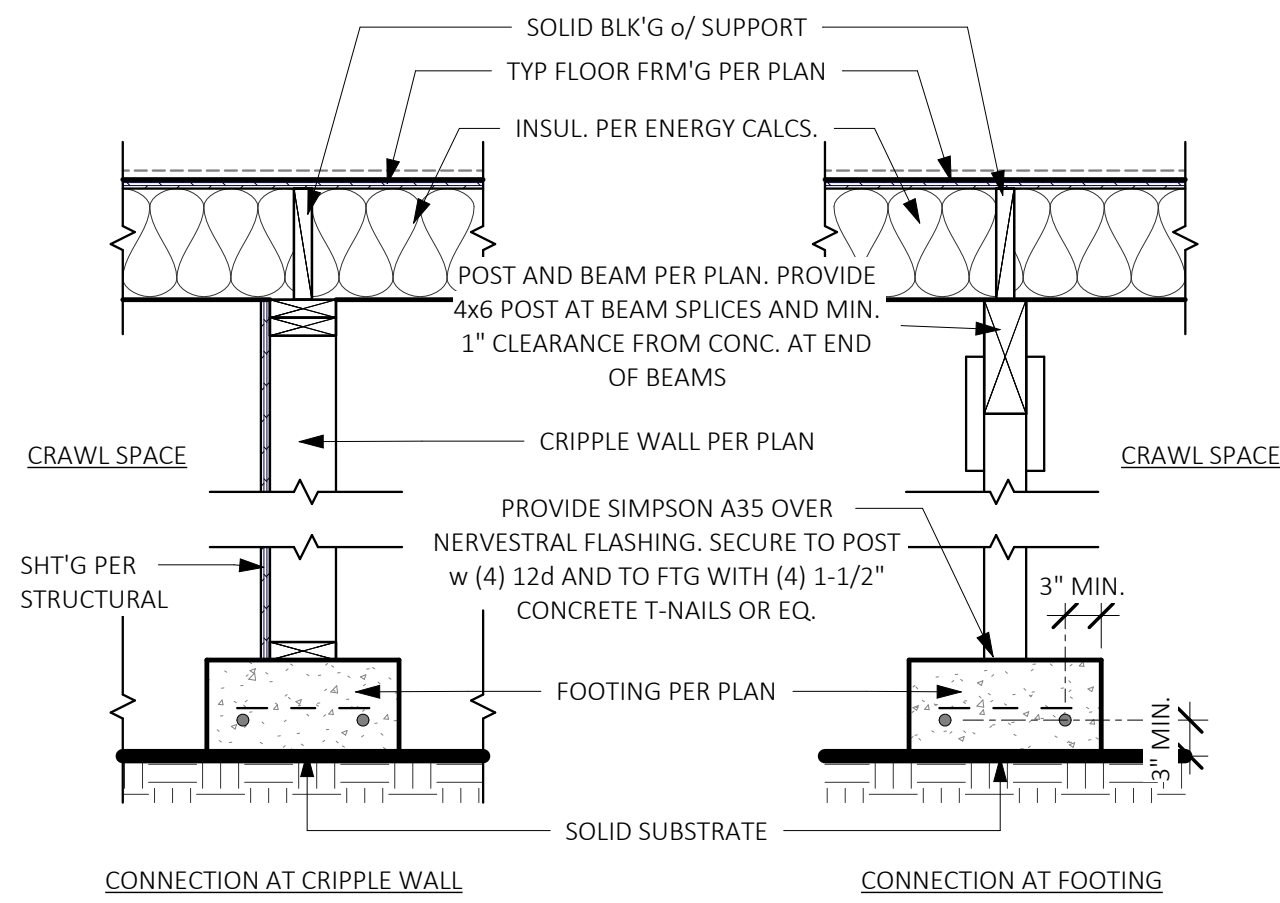 SOLID BLK'G o/ SUPPORT
TYP FLOOR FRM'G PER PLAN
INSUL. PER ENERGY CALCS.
POST AND BEAM PER PLAN. PROVIDE
4x6 POST AT BEAM SPLICES AND MIN.
1" CLEARANCE FROM CONC. AT END
OF BEAMS
CRIPPLE WALL PER PLAN
CRAWL SPACE
CRAWL SPACE
PROVIDE SIMPSON A35 OVER
NERVESTRAL FLASHING. SECURE TO POST
w (4) 12d AND TO FTG WITH (4) 1-1/2"
CONCRETE T-NAILS OR EQ.
SHT'G PER
STRUCTURAL
3" MIN.
FOOTING PER PLAN
3" MIN.
SOLID SUBSTRATE
CONNECTION AT CRIPPLE WALL
CONNECTION AT FOOTING